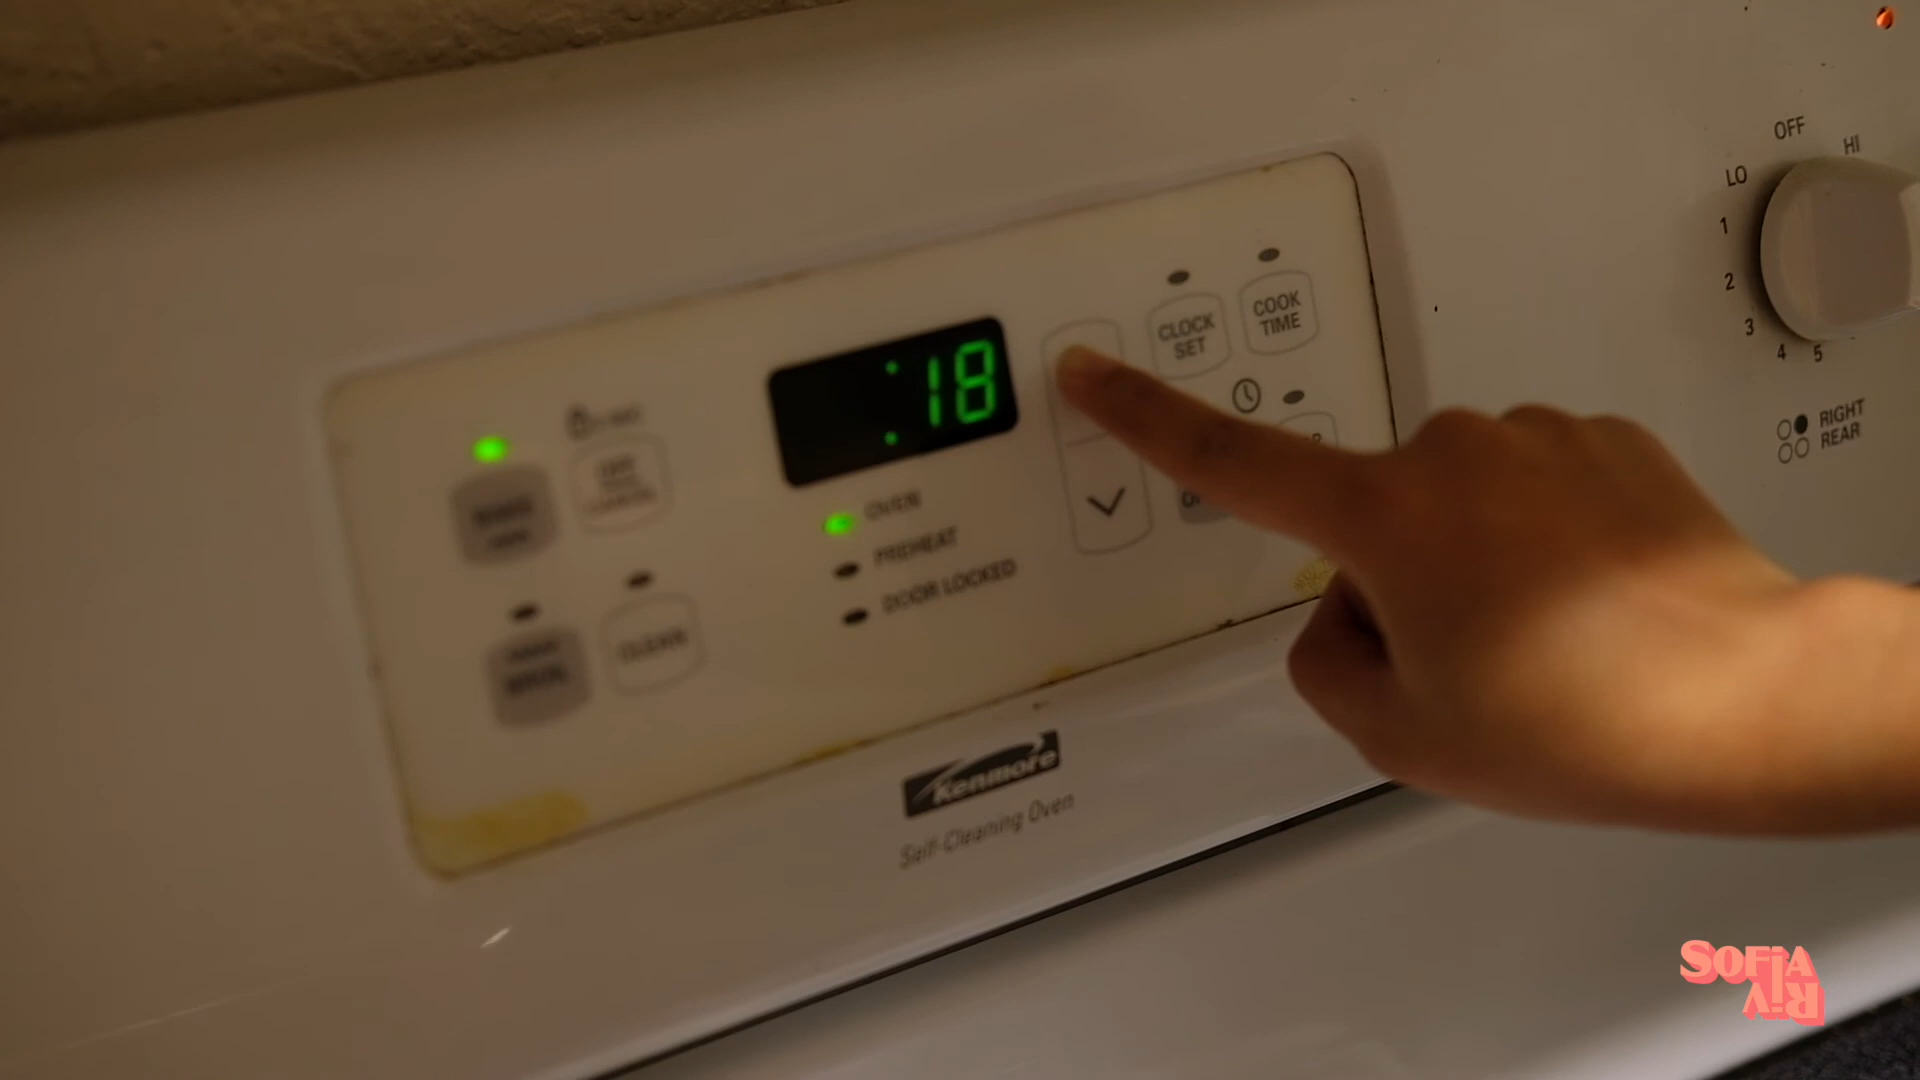 OFF
HI
LO
1
2
3
4
5
RIGHT
REAR
CLOCK
SET
COOK
TIME
:18
OVEN
PREHEAT
DOOR LOCKED
CLEAN
Kenmore
Self-Cleaning Oven
SOFIA
RIV